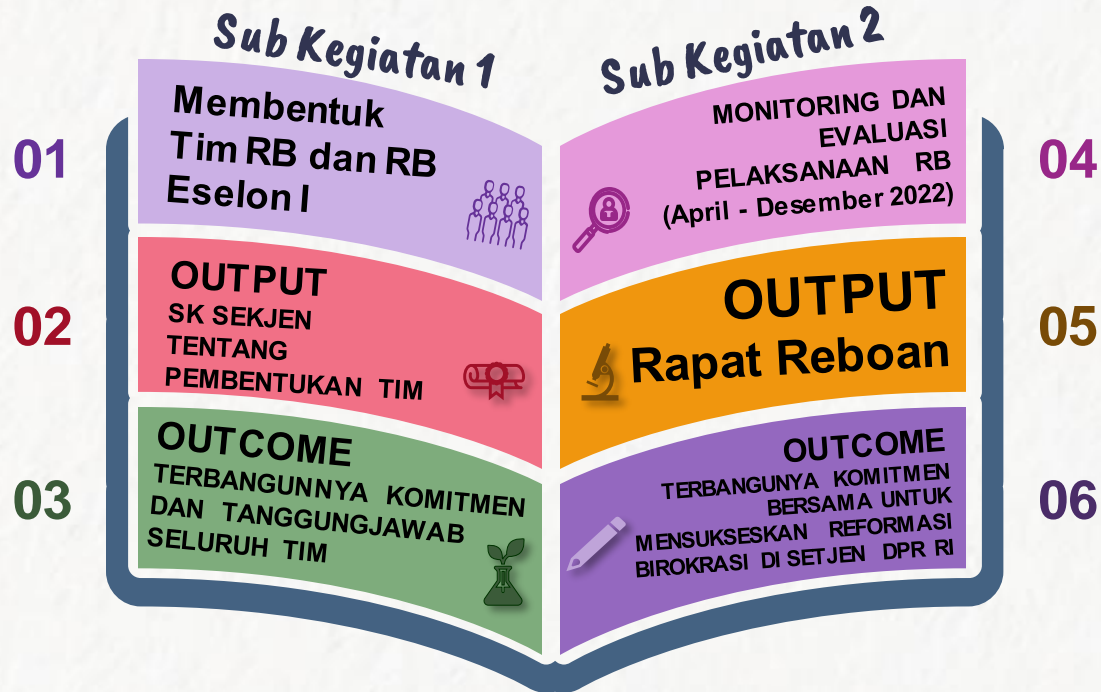 Sub Kegiatan 1
01
Membentuk
Tim RB dan RB
Eselon I
02
OUTPUT
SK SEKJEN
TENTANG
PEMBENTUKAN TIM
03
OUTCOME
TERBANGUNNYA KOMITMEN
DAN TANGGUNGJAWAB
SELURUH TIM
Sub Kegiatan 2
04
MONITORING DAN
EVALUASI
PELAKSANAAN RB
(April - Desember 2022)
05
OUTPUT
Rapat Reboan
06
OUTCOME
TERBANGUNYA KOMITMEN
BERSAMA UNTUK
MENSUKSESKAN REFORMASI
BIROKRASI DI SETJEN DPR RI